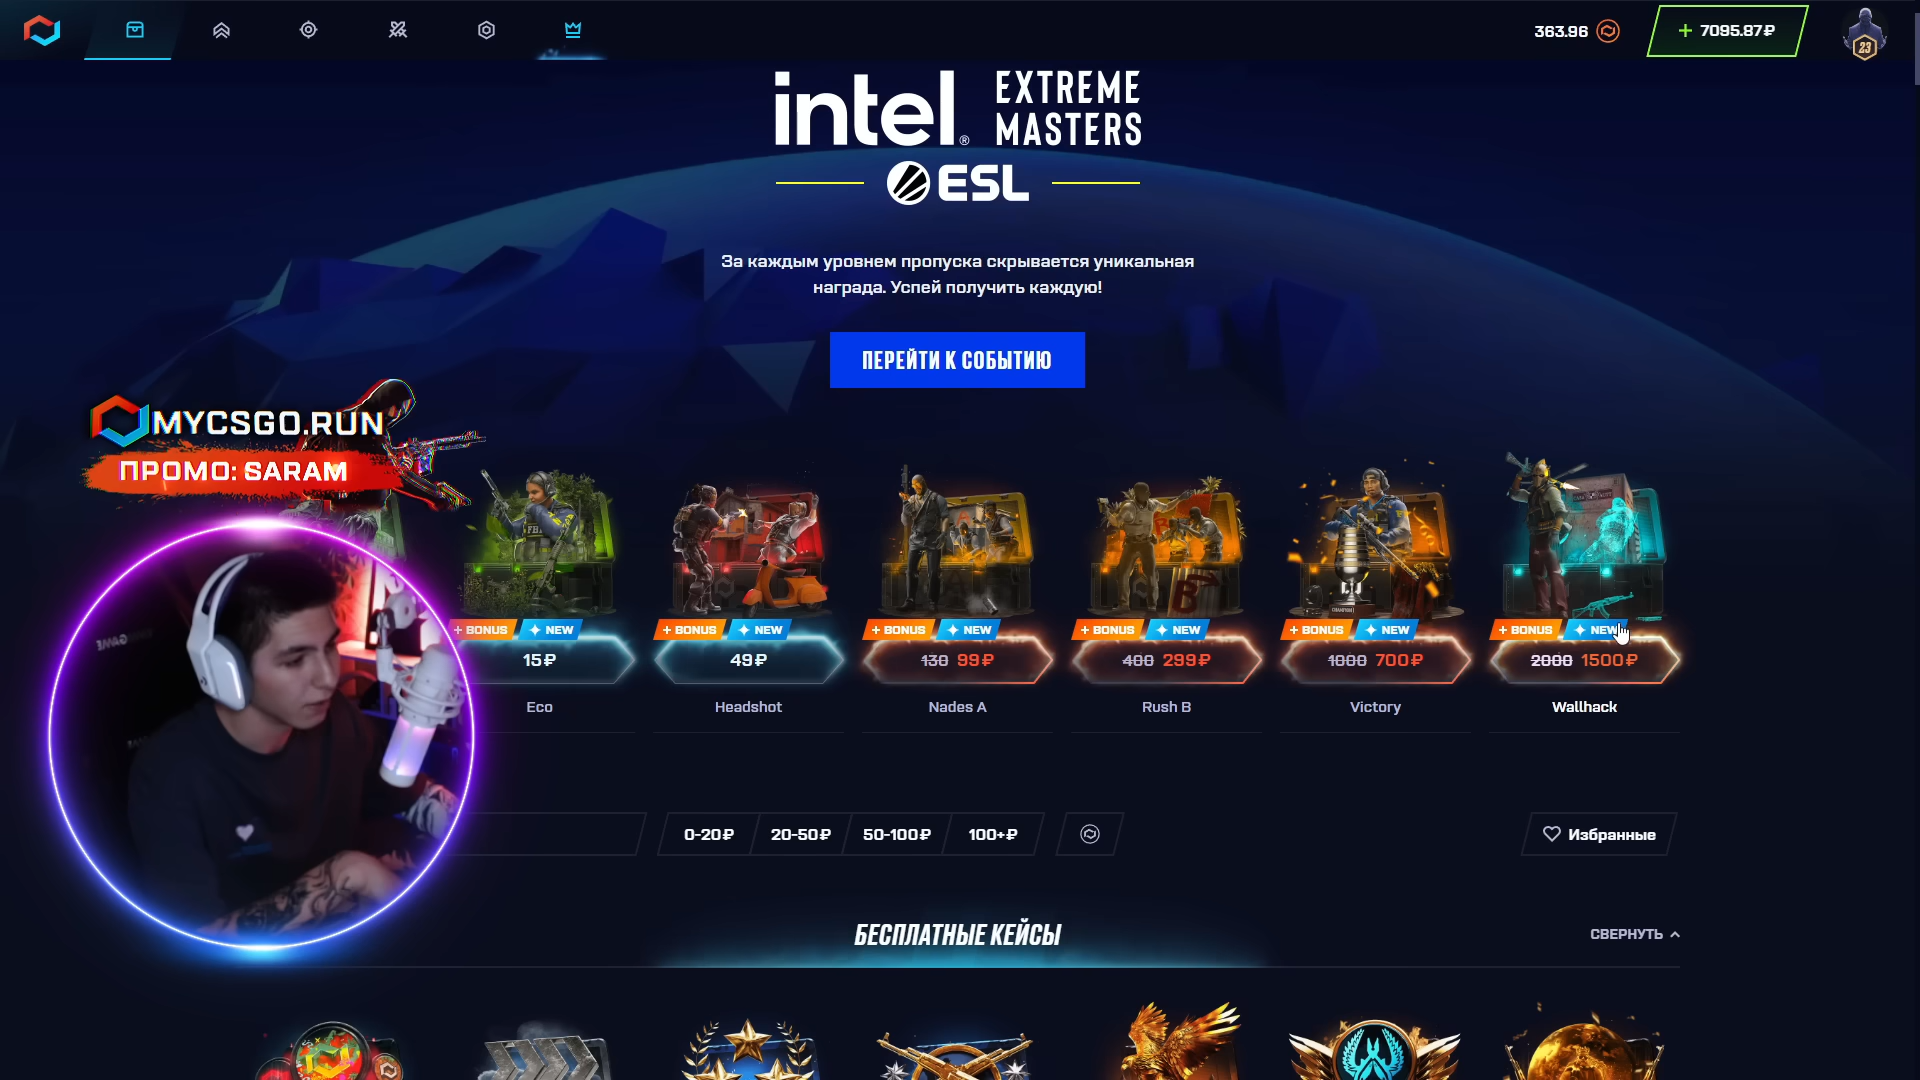 363.96
+ 7095.87₽
23
intel® EXTREME
MASTERS
ESL
За каждым уровнем пропуска скрывается уникальная
награда. Успей получить каждую!
ПЕРЕЙТИ К СОБЫТИЮ
MYCSGO.RUN
ПРОМО: SARAM
+ BONUS NEW
15₽
Eco
+ BONUS NEW
49₽
Headshot
+ BONUS NEW
130 99₽
Nades A
+ BONUS NEW
400 299₽
Rush B
+ BONUS NEW
1000 700₽
Victory
+ BONUS NEW
2000 1500₽
Wallhack
0-20₽
20-50₽
50-100₽
100+₽
Избранные
БЕСПЛАТНЫЕ КЕЙСЫ
СВЕРНУТЬ